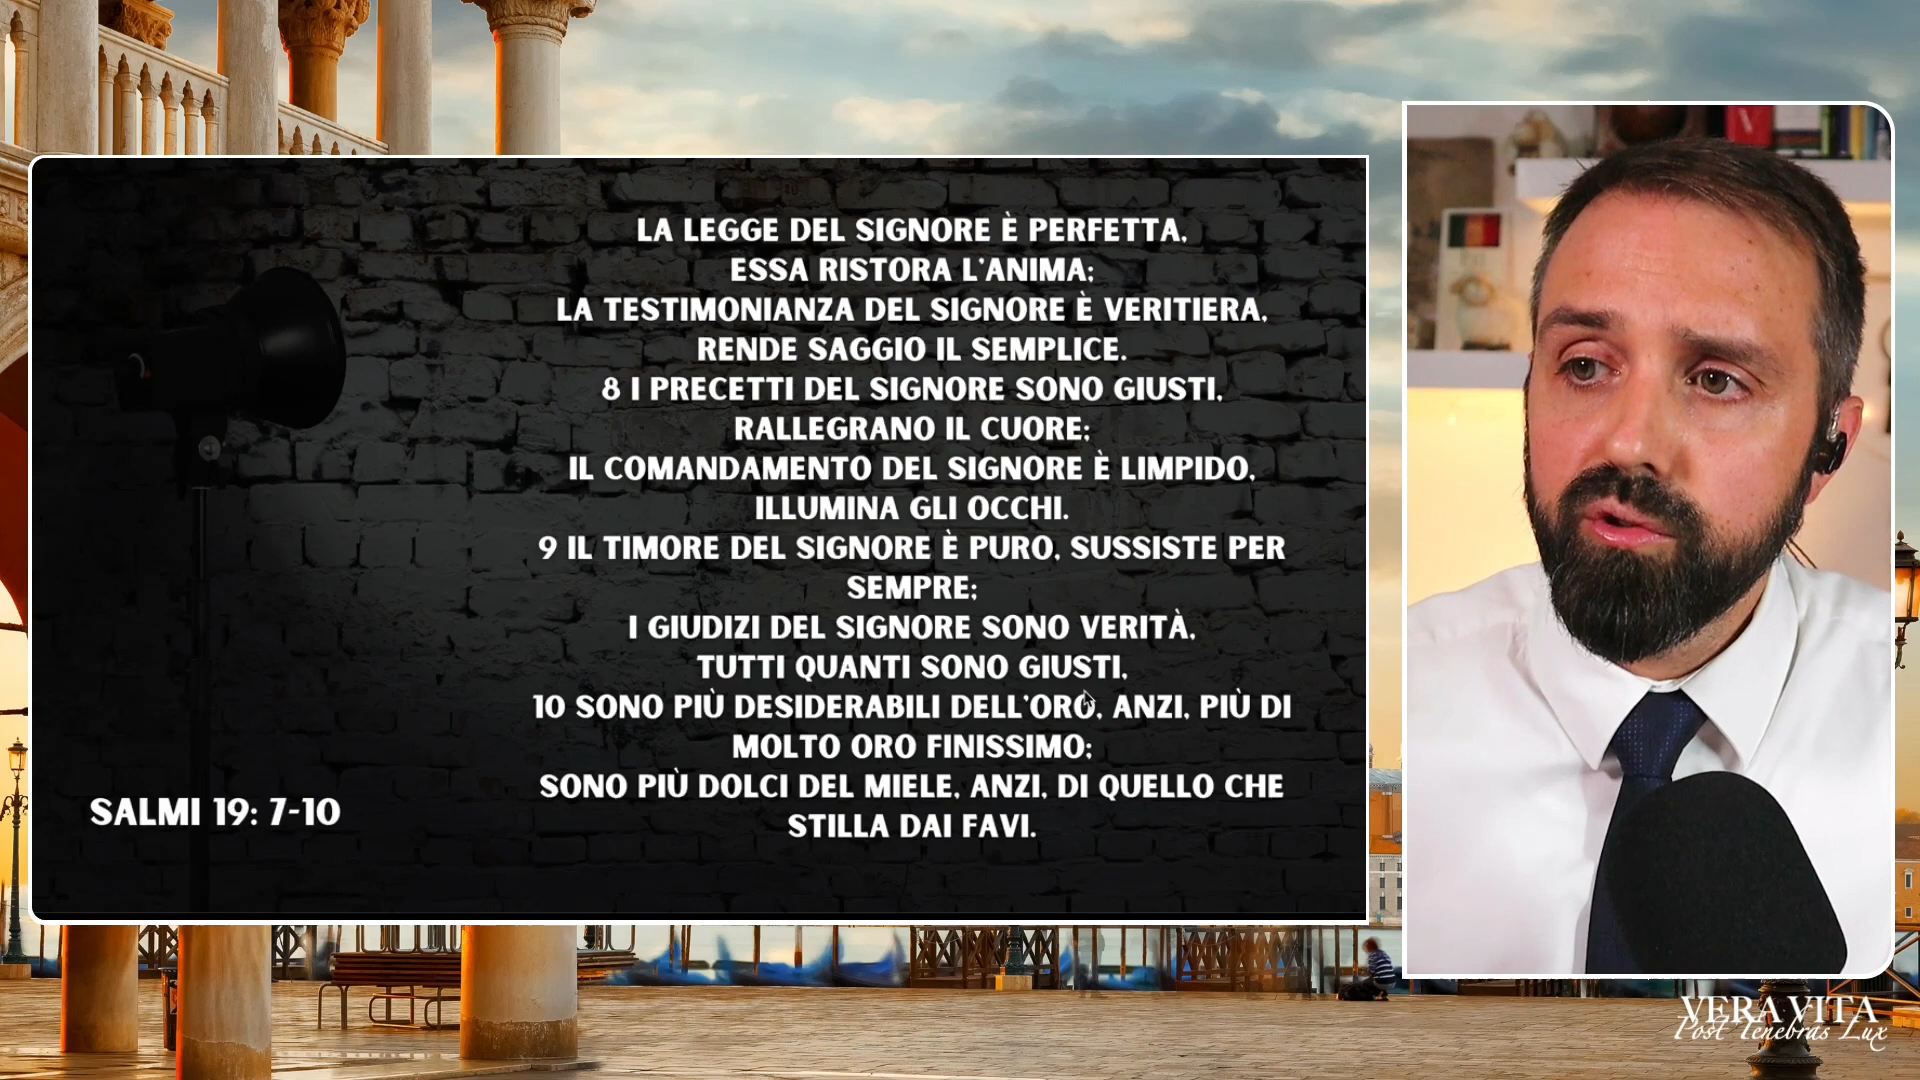 LA LEGGE DEL SIGNORE È PERFETTA,
ESSA RISTORA L'ANIMA;
LA TESTIMONIANZA DEL SIGNORE È VERITIERA,
RENDE SAGGIO IL SEMPLICE.
8 I PRECETTI DEL SIGNORE SONO GIUSTI,
RALLEGRANO IL CUORE;
IL COMANDAMENTO DEL SIGNORE È LIMPIDO,
ILLUMINA GLI OCCHI.
9 IL TIMORE DEL SIGNORE È PURO, SUSSISTE PER
SEMPRE;
I GIUDIZI DEL SIGNORE SONO VERITÀ,
TUTTI QUANTI SONO GIUSTI,
10 SONO PIÙ DESIDERABILI DELL'ORO, ANZI, PIÙ DI
MOLTO ORO FINISSIMO;
SONO PIÙ DOLCI DEL MIELE, ANZI, DI QUELLO CHE
STILLA DAI FAVI.
SALMI 19: 7-10
VERA VITA
Post Tenebras Lux